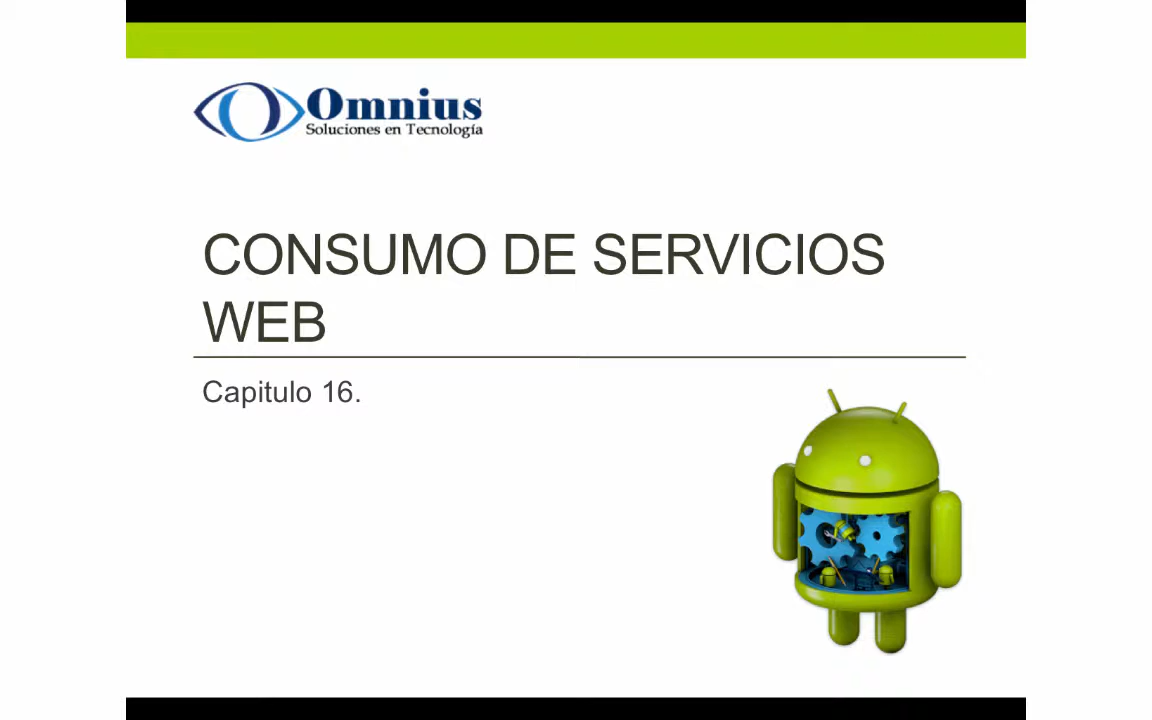 Omnius
Soluciones en Tecnología
CONSUMO DE SERVICIOS
WEB
Capitulo 16.